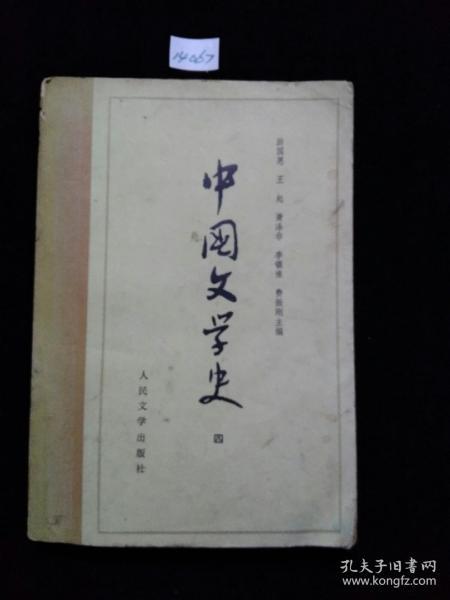 14067
游国恩 王起 萧涤非 季镇淮 费振刚主编
中国文学史
四
人民文学出版社
孔夫子旧书网
www.kongfz.com